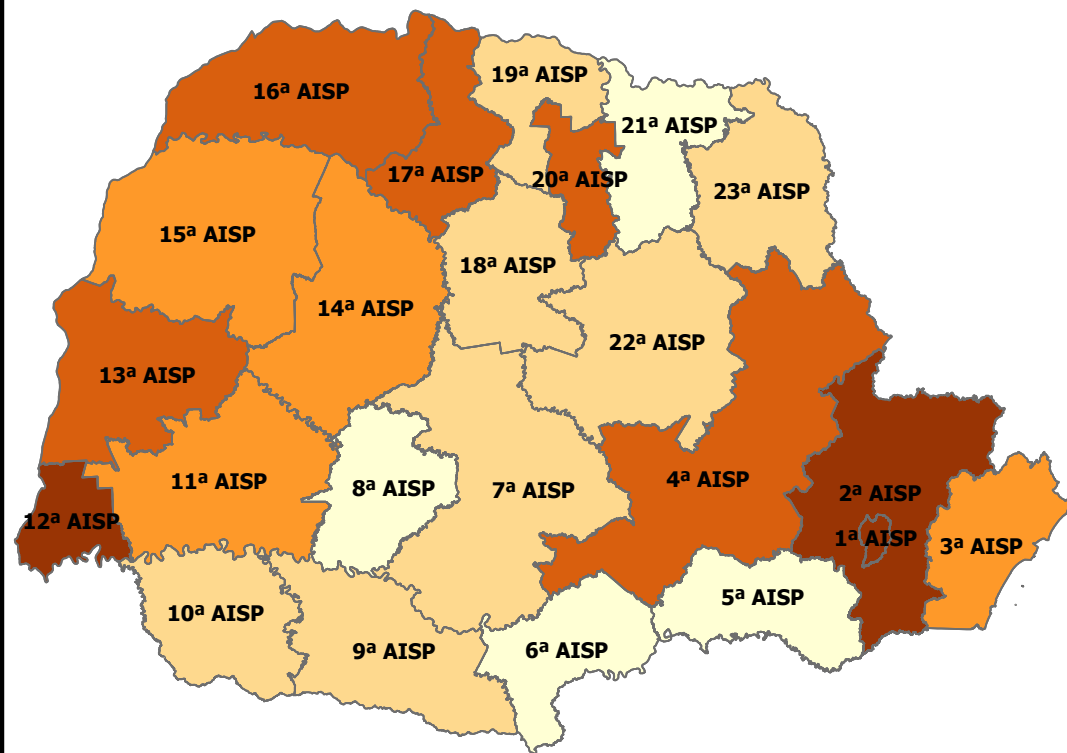 19ª AISP
16ª AISP
21ª AISP
17ª AISP
20ª AISP
23ª AISP
15ª AISP
18ª AISP
14ª AISP
22ª AISP
13ª AISP
11ª AISP
8ª AISP
7ª AISP
4ª AISP
2ª AISP
12ª AISP
1ª AISP
3ª AISP
5ª AISP
10ª AISP
9ª AISP
6ª AISP